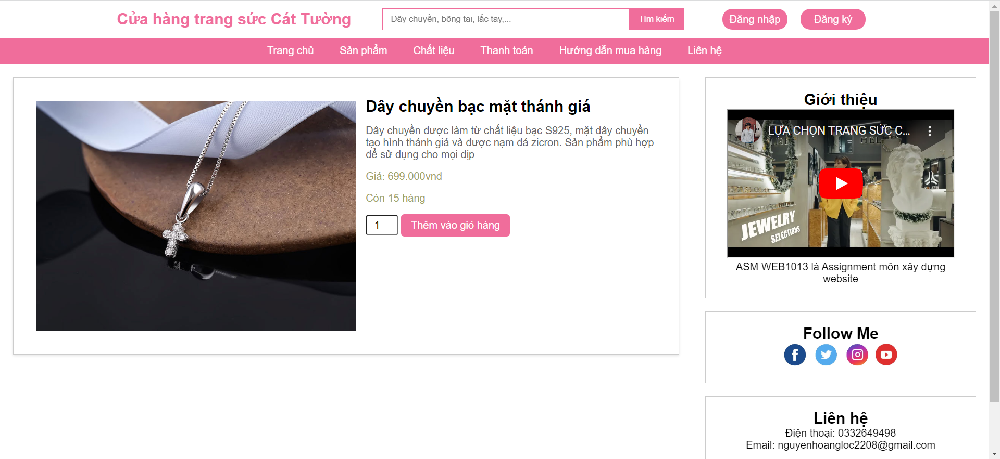 Cửa hàng trang sức Cát Tường
Dây chuyền, bông tai, lắc tay,...
Tìm kiếm
Đăng nhập
Đăng ký
Trang chủ
Sản phẩm
Chất liệu
Thanh toán
Hướng dẫn mua hàng
Liên hệ
Dây chuyền bạc mặt thánh giá
Dây chuyền được làm từ chất liệu bạc S925, mặt dây chuyền
tạo hình thánh giá và được nạm đá zicron. Sản phẩm phù hợp
để sử dụng cho mọi dịp
Giá: 699.000vnđ
Còn 15 hàng
1
Thêm vào giỏ hàng
Giới thiệu
LỰA CHỌN TRANG SỨC C...
JEWELRY
SELECTIONS
ASM WEB1013 là Assignment môn xây dựng
website
Follow Me
Liên hệ
Điện thoại: 0332649498
Email: nguyenhoangloc2208@gmail.com